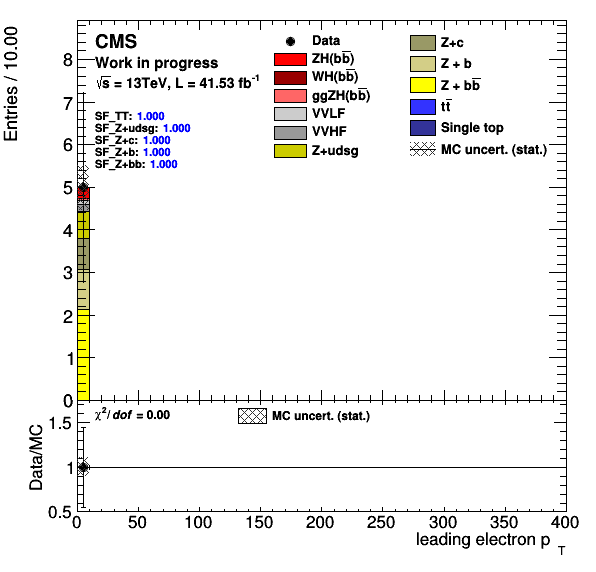 Entries / 10.00
CMS
Work in progress
√s = 13TeV, L = 41.53 fb⁻¹
SF_TT: 1.000
SF_Z+udsg: 1.000
SF_Z+c: 1.000
SF_Z+b: 1.000
SF_Z+bb: 1.000
Data
ZH(bb̅)
WH(bb̅)
ggZH(bb̅)
VVLF
VVHF
Z+udsg
Z+c
Z + b
Z + bb̅
tt̅
Single top
MC uncert. (stat.)
8
7
6
5
4
3
2
1
0
χ²/dof = 0.00
MC uncert. (stat.)
Data/MC
1.5
1
0.5
0 50 100 150 200 250 300 350 400
leading electron p_T